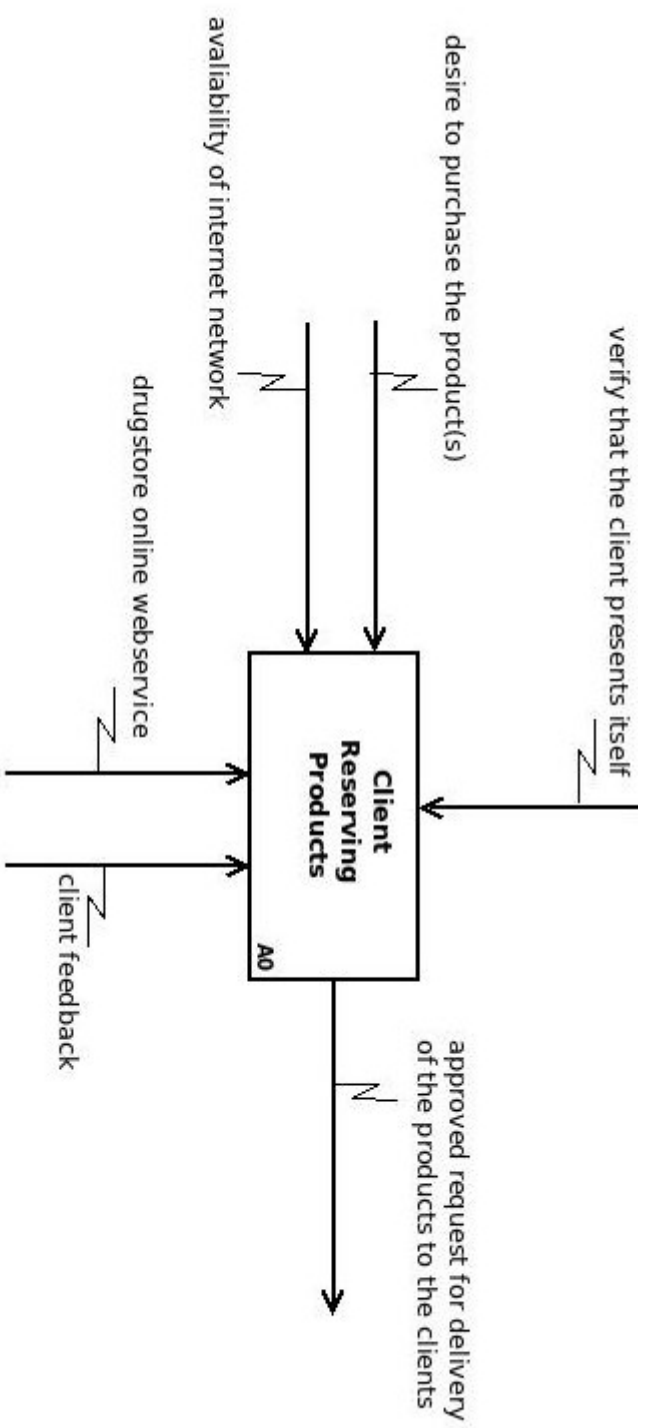 verify that the client presents itself
desire to purchase the product(s)
avaliability of internet network
Client
Reserving
Products
A0
approved request for delivery
of the products to the clients
drugstore online webservice
client feedback